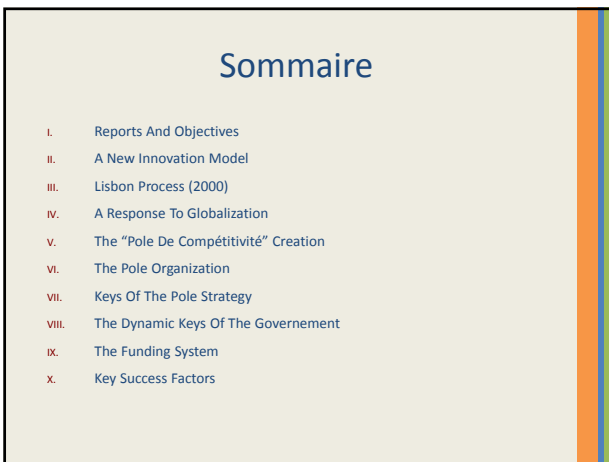 Sommaire
I. Reports And Objectives
II. A New Innovation Model
III. Lisbon Process (2000)
IV. A Response To Globalization
V. The “Pole De Compétitivité” Creation
VI. The Pole Organization
VII. Keys Of The Pole Strategy
VIII. The Dynamic Keys Of The Governement
IX. The Funding System
X. Key Success Factors